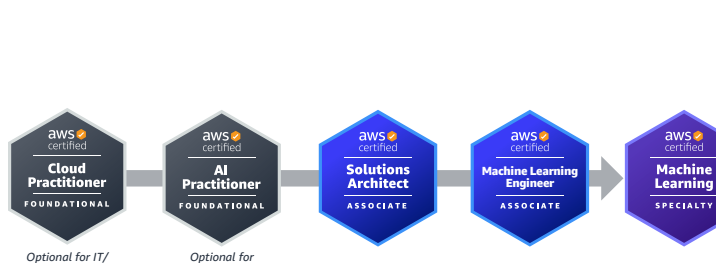 aws
certified
Cloud
Practitioner
FOUNDATIONAL
Optional for IT/
aws
certified
AI
Practitioner
FOUNDATIONAL
Optional for
aws
certified
Solutions
Architect
ASSOCIATE
aws
certified
Machine Learning
Engineer
ASSOCIATE
aws
certified
Machine
Learning
SPECIALTY